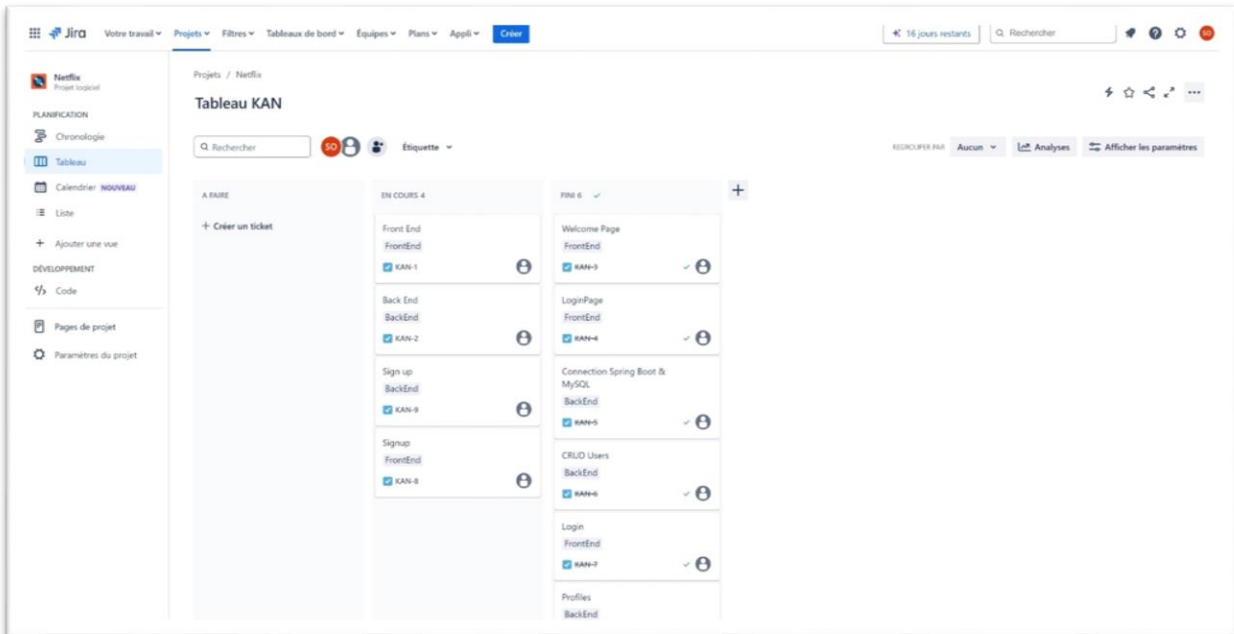 Jira Votre travail Projets Filtres Tableaux de bord Équipes Plans Appli Créer 16 jours restants Rechercher SO
Netflix
Projet logiciel
PLANIFICATION
Chronologie
Tableau
Calendrier NOUVEAU
Liste
Ajouter une vue
DÉVELOPPEMENT
Code
Pages de projet
Paramètres du projet
Projets / Netflix
Tableau KAN
Rechercher SO Étiquette REGROUPER PAR Aucun Analyses Afficher les paramètres
A FAIRE
+ Créer un ticket
EN COURS 4
Front End
FrontEnd
KAN-1
Back End
BackEnd
KAN-2
Sign up
BackEnd
KAN-9
Signup
FrontEnd
KAN-8
FINI 6
Welcome Page
FrontEnd
KAN-3
LoginPage
FrontEnd
KAN-4
Connection Spring Boot &
MySQL
BackEnd
KAN-5
CRUD Users
BackEnd
KAN-6
Login
FrontEnd
KAN-7
Profiles
BackEnd